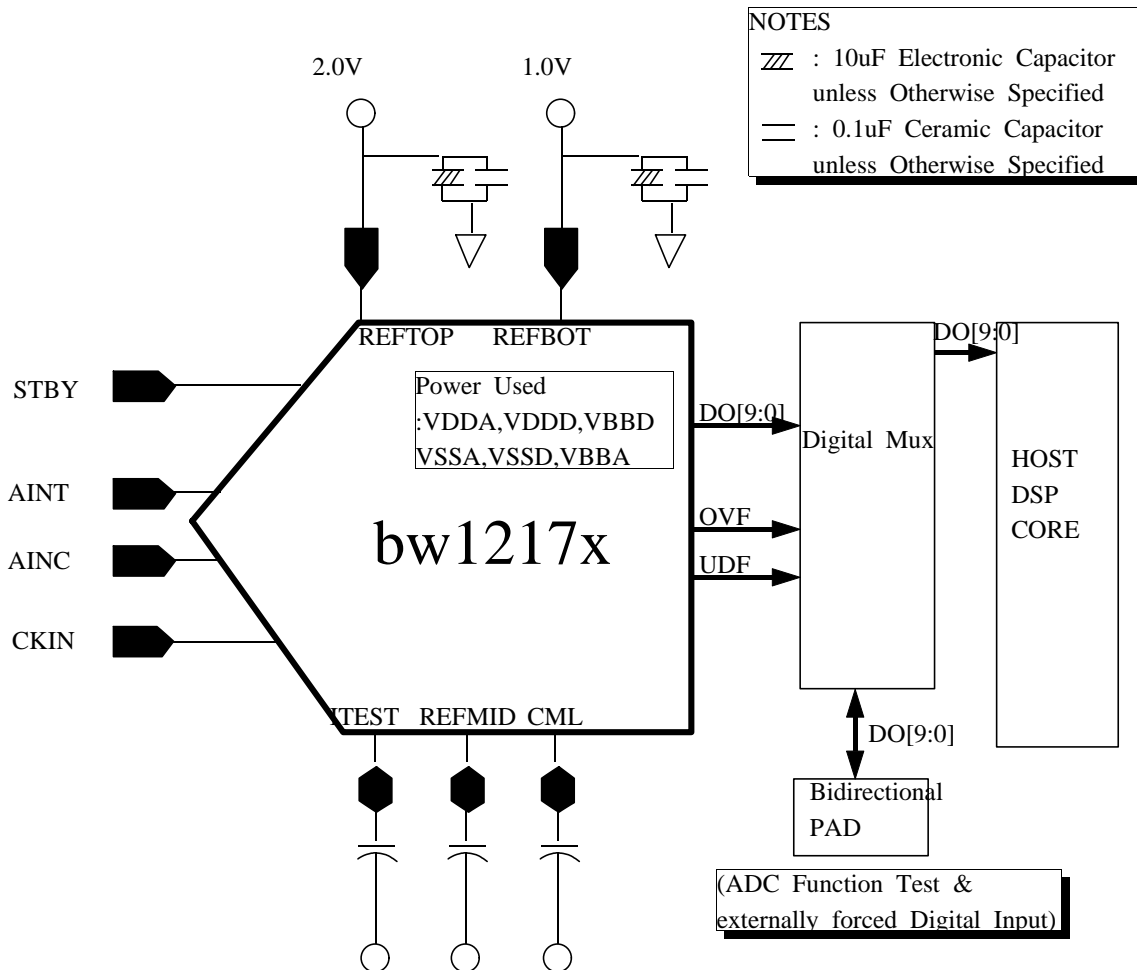 NOTES
: 10uF Electronic Capacitor
unless Otherwise Specified
: 0.1uF Ceramic Capacitor
unless Otherwise Specified
2.0V
1.0V
REFTOP
REFBOT
STBY
AINT
AINC
CKIN
Power Used
:VDDA,VDDD,VBBD
VSSA,VSSD,VBBA
bw1217x
DO[9:0]
OVF
UDF
Digital Mux
DO[9:0]
HOST
DSP
CORE
ITEST
REFMID
CML
DO[9:0]
Bidirectional
PAD
(ADC Function Test &
externally forced Digital Input)